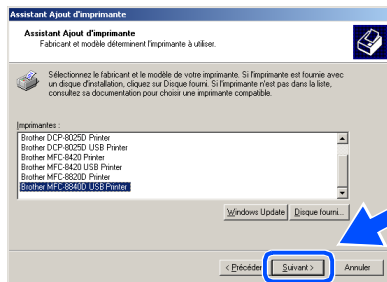 Assistant Ajout d'imprimante
Assistant Ajout d'imprimante
Fabricant et modèle déterminent l'imprimante à utiliser.
Sélectionnez le fabricant et le modèle de votre imprimante. Si l'imprimante est fournie avec
un disque d'installation, cliquez sur Disque fourni. Si l'imprimante n'est pas dans la liste,
consultez sa documentation pour choisir une imprimante compatible.
Imprimantes :
Brother DCP-8025D Printer
Brother DCP-8025D USB Printer
Brother MFC-8420 Printer
Brother MFC-8420 USB Printer
Brother MFC-8820D Printer
Brother MFC-8840D USB Printer
Windows Update
Disque fourni...
< Précéder
Suivant >
Annuler